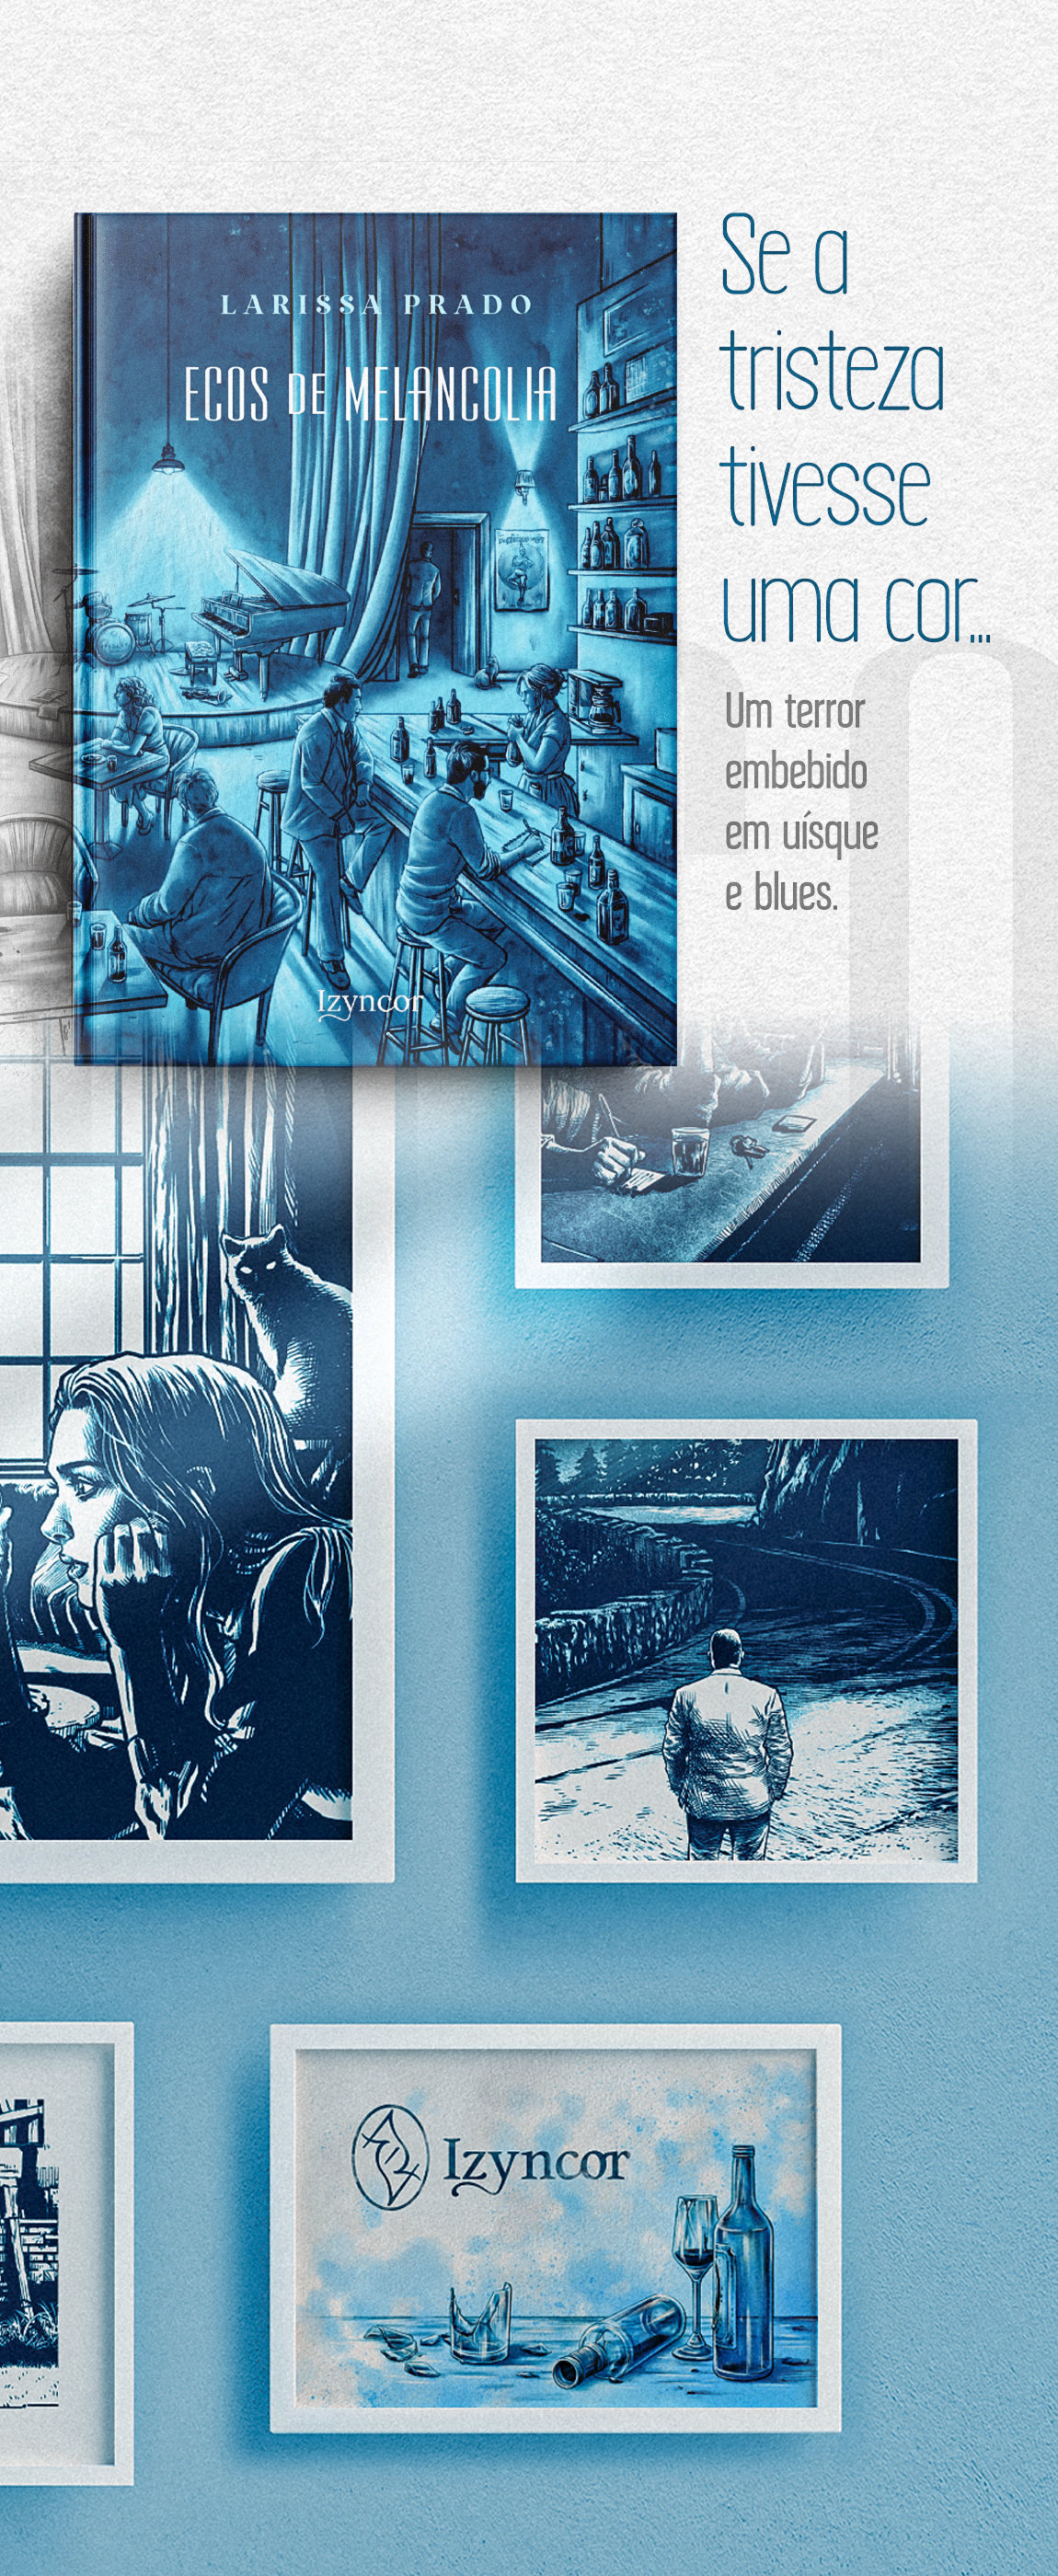 LARISSA PRADO
ECOS DE MELANCOLIA
Izyncor
Se a
tristeza
tivesse
uma cor...
Um terror
embebido
em uísque
e blues.
Izyncor